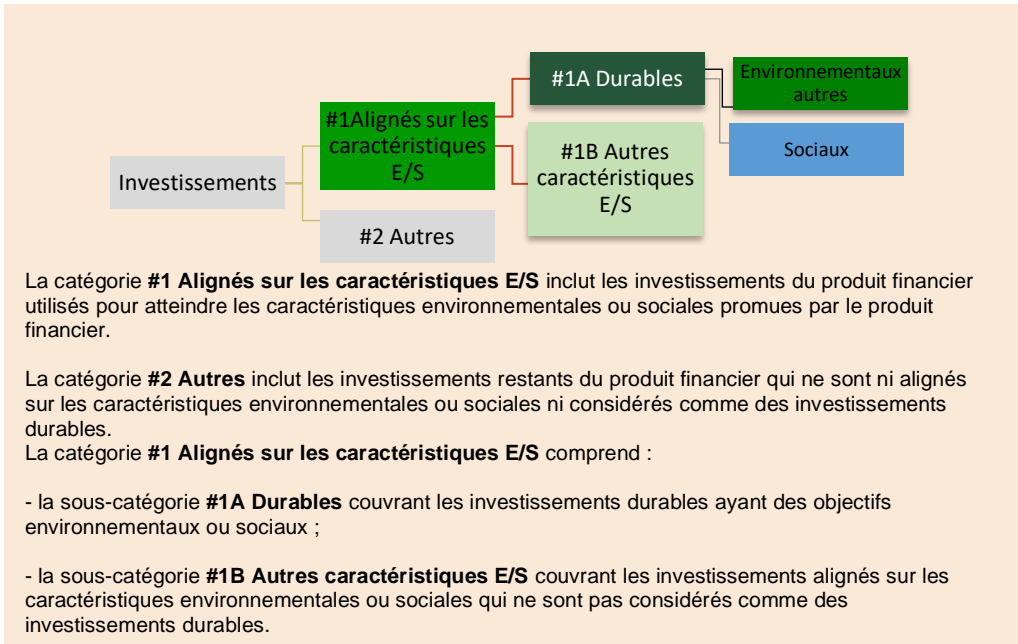 #1A Durables
Environnementaux
autres
#1Alignés sur les
caractéristiques
E/S
#1B Autres
caractéristiques
E/S
Sociaux
Investissements
#2 Autres
La catégorie #1 Alignés sur les caractéristiques E/S inclut les investissements du produit financier
utilisés pour atteindre les caractéristiques environnementales ou sociales promues par le produit
financier.
La catégorie #2 Autres inclut les investissements restants du produit financier qui ne sont ni alignés
sur les caractéristiques environnementales ou sociales ni considérés comme des investissements
durables.
La catégorie #1 Alignés sur les caractéristiques E/S comprend :
- la sous-catégorie #1A Durables couvrant les investissements durables ayant des objectifs
environnementaux ou sociaux ;
- la sous-catégorie #1B Autres caractéristiques E/S couvrant les investissements alignés sur les
caractéristiques environnementales ou sociales qui ne sont pas considérés comme des
investissements durables.